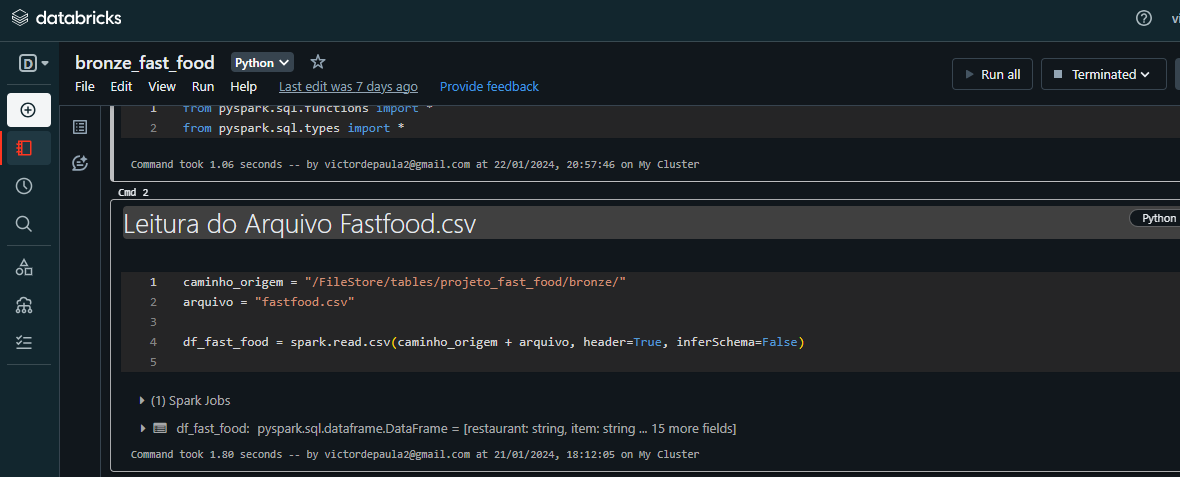 databricks
D
bronze_fast_food Python
File Edit View Run Help Last edit was 7 days ago Provide feedback
Run all Terminated
1 from pyspark.sql.functions import *
2 from pyspark.sql.types import *
Command took 1.06 seconds -- by victordepaula2@gmail.com at 22/01/2024, 20:57:46 on My Cluster
Cmd 2
Leitura do Arquivo Fastfood.csv
Python
1 caminho_origem = "/FileStore/tables/projeto_fast_food/bronze/"
2 arquivo = "fastfood.csv"
3
4 df_fast_food = spark.read.csv(caminho_origem + arquivo, header=True, inferSchema=False)
5
(1) Spark Jobs
df_fast_food: pyspark.sql.dataframe.DataFrame = [restaurant: string, item: string ... 15 more fields]
Command took 1.80 seconds -- by victordepaula2@gmail.com at 21/01/2024, 18:12:05 on My Cluster